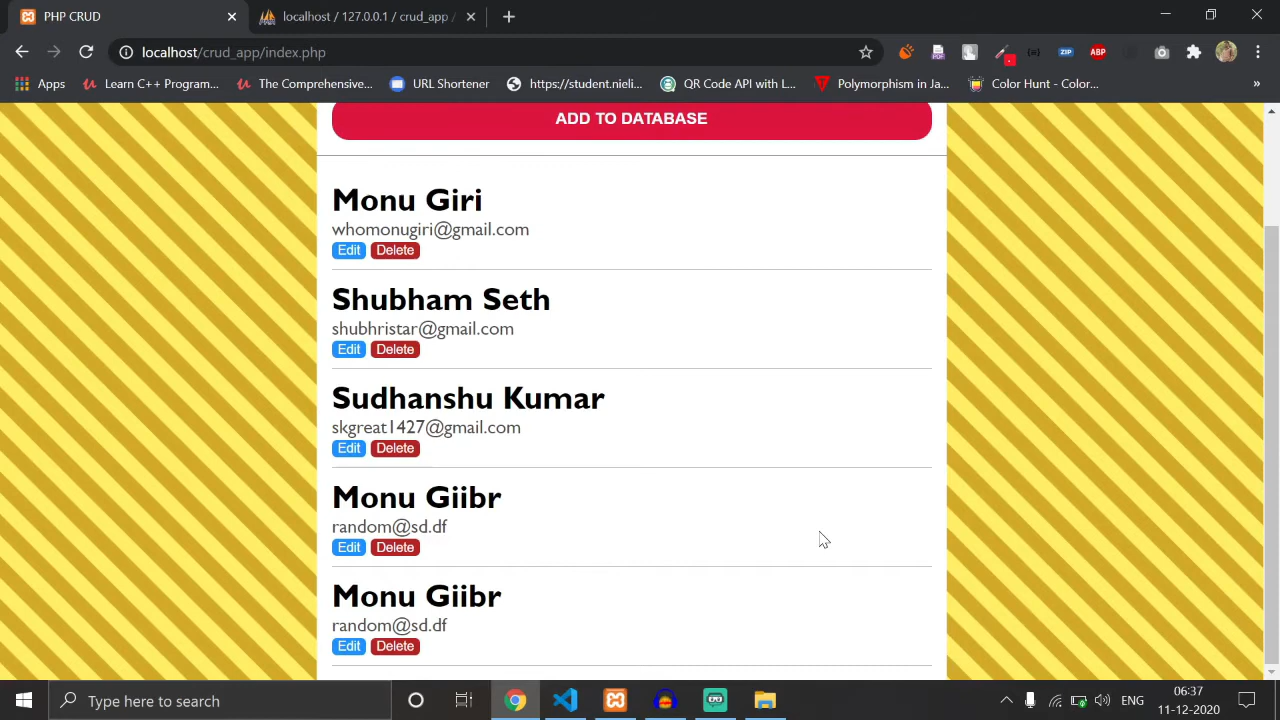 PHP CRUD
localhost / 127.0.0.1 / crud_app /
localhost/crud_app/index.php
PDF
ZIP
ABP
Apps
Learn C++ Program...
The Comprehensive...
URL Shortener
https://student.nieli...
QR Code API with L...
Polymorphism in Ja...
Color Hunt - Color...
»
ADD TO DATABASE
Monu Giri
whomonugiri@gmail.com
Edit Delete
Shubham Seth
shubhristar@gmail.com
Edit Delete
Sudhanshu Kumar
skgreat1427@gmail.com
Edit Delete
Monu Giibr
random@sd.df
Edit Delete
Monu Giibr
random@sd.df
Edit Delete
Type here to search
ENG
06:37
11-12-2020